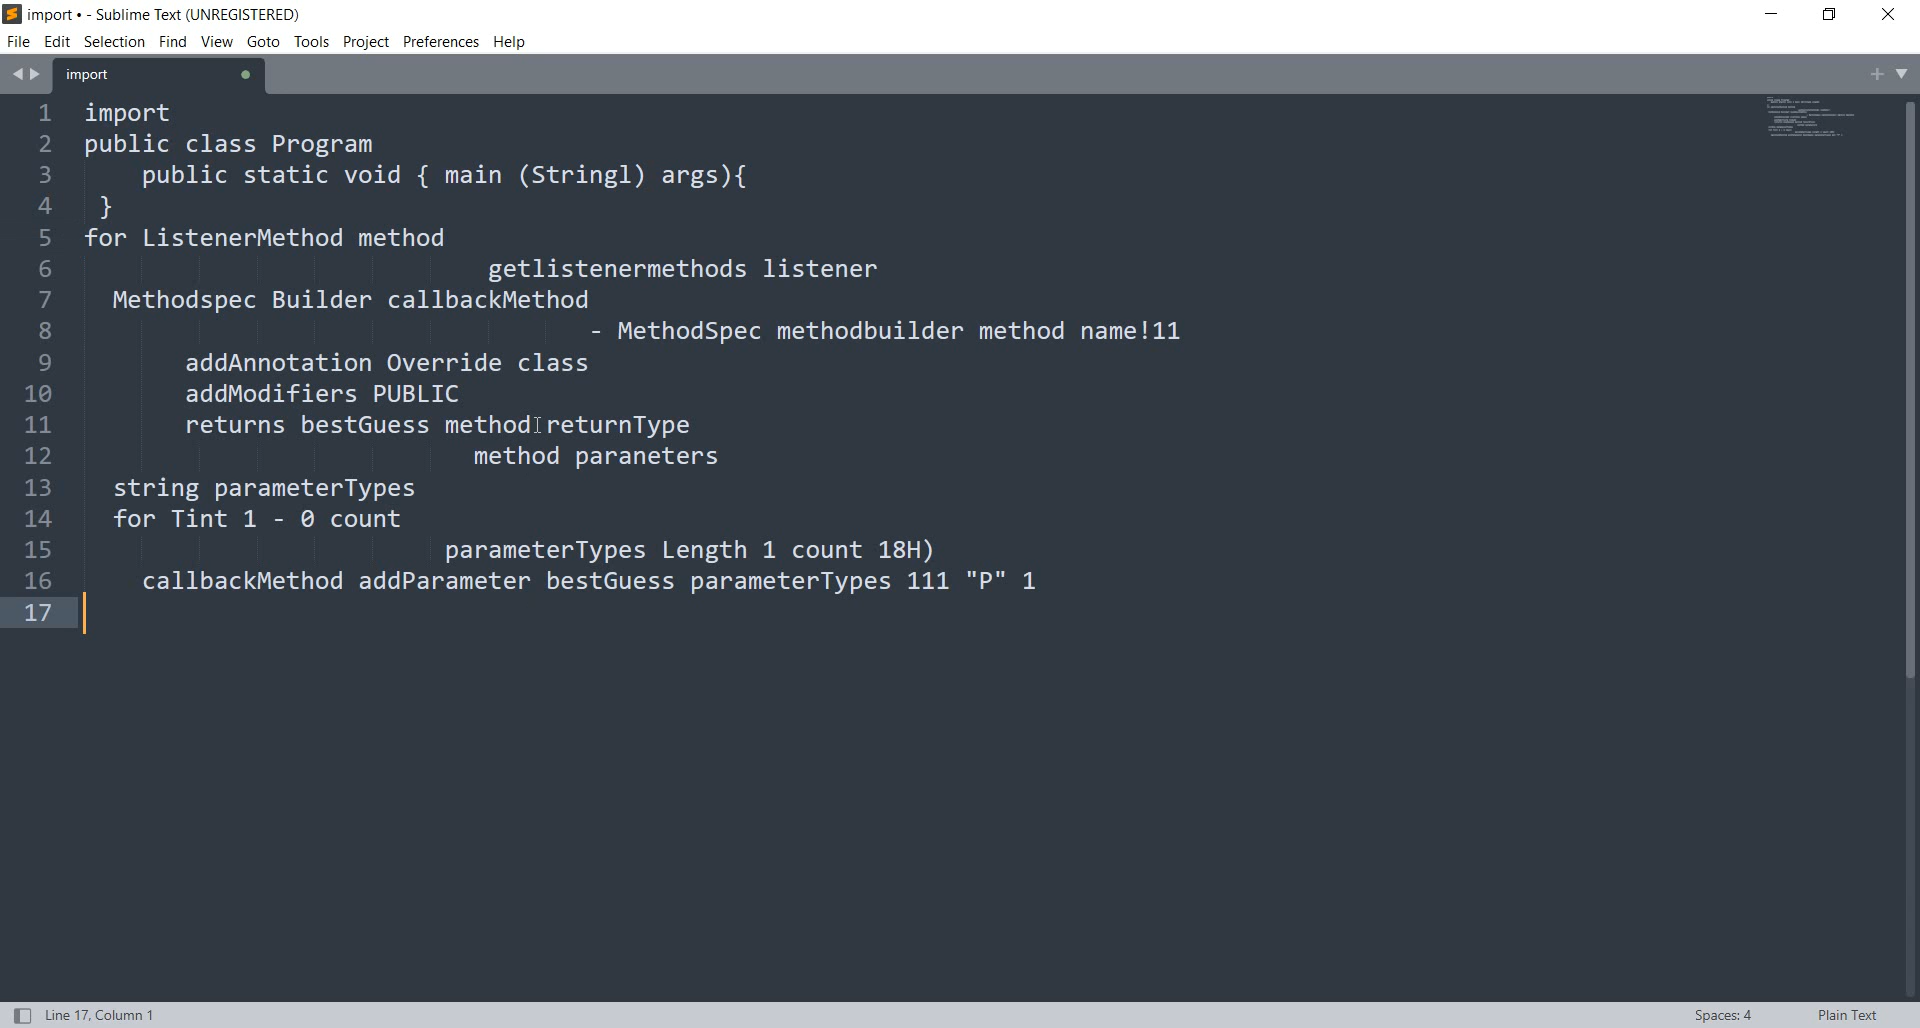 import • - Sublime Text (UNREGISTERED)
File Edit Selection Find View Goto Tools Project Preferences Help
import
1 import
2 public class Program
3 public static void { main (Stringl) args){
4 }
5 for ListenerMethod method
6 getlistenermethods listener
7 Methodspec Builder callbackMethod
8 - MethodSpec methodbuilder method name!11
9 addAnnotation Override class
10 addModifiers PUBLIC
11 returns bestGuess method returnType
12 method paraneters
13 string parameterTypes
14 for Tint 1 - 0 count
15 parameterTypes Length 1 count 18H)
16 callbackMethod addParameter bestGuess parameterTypes 111 "P" 1
17
Line 17, Column 1 Spaces: 4 Plain Text